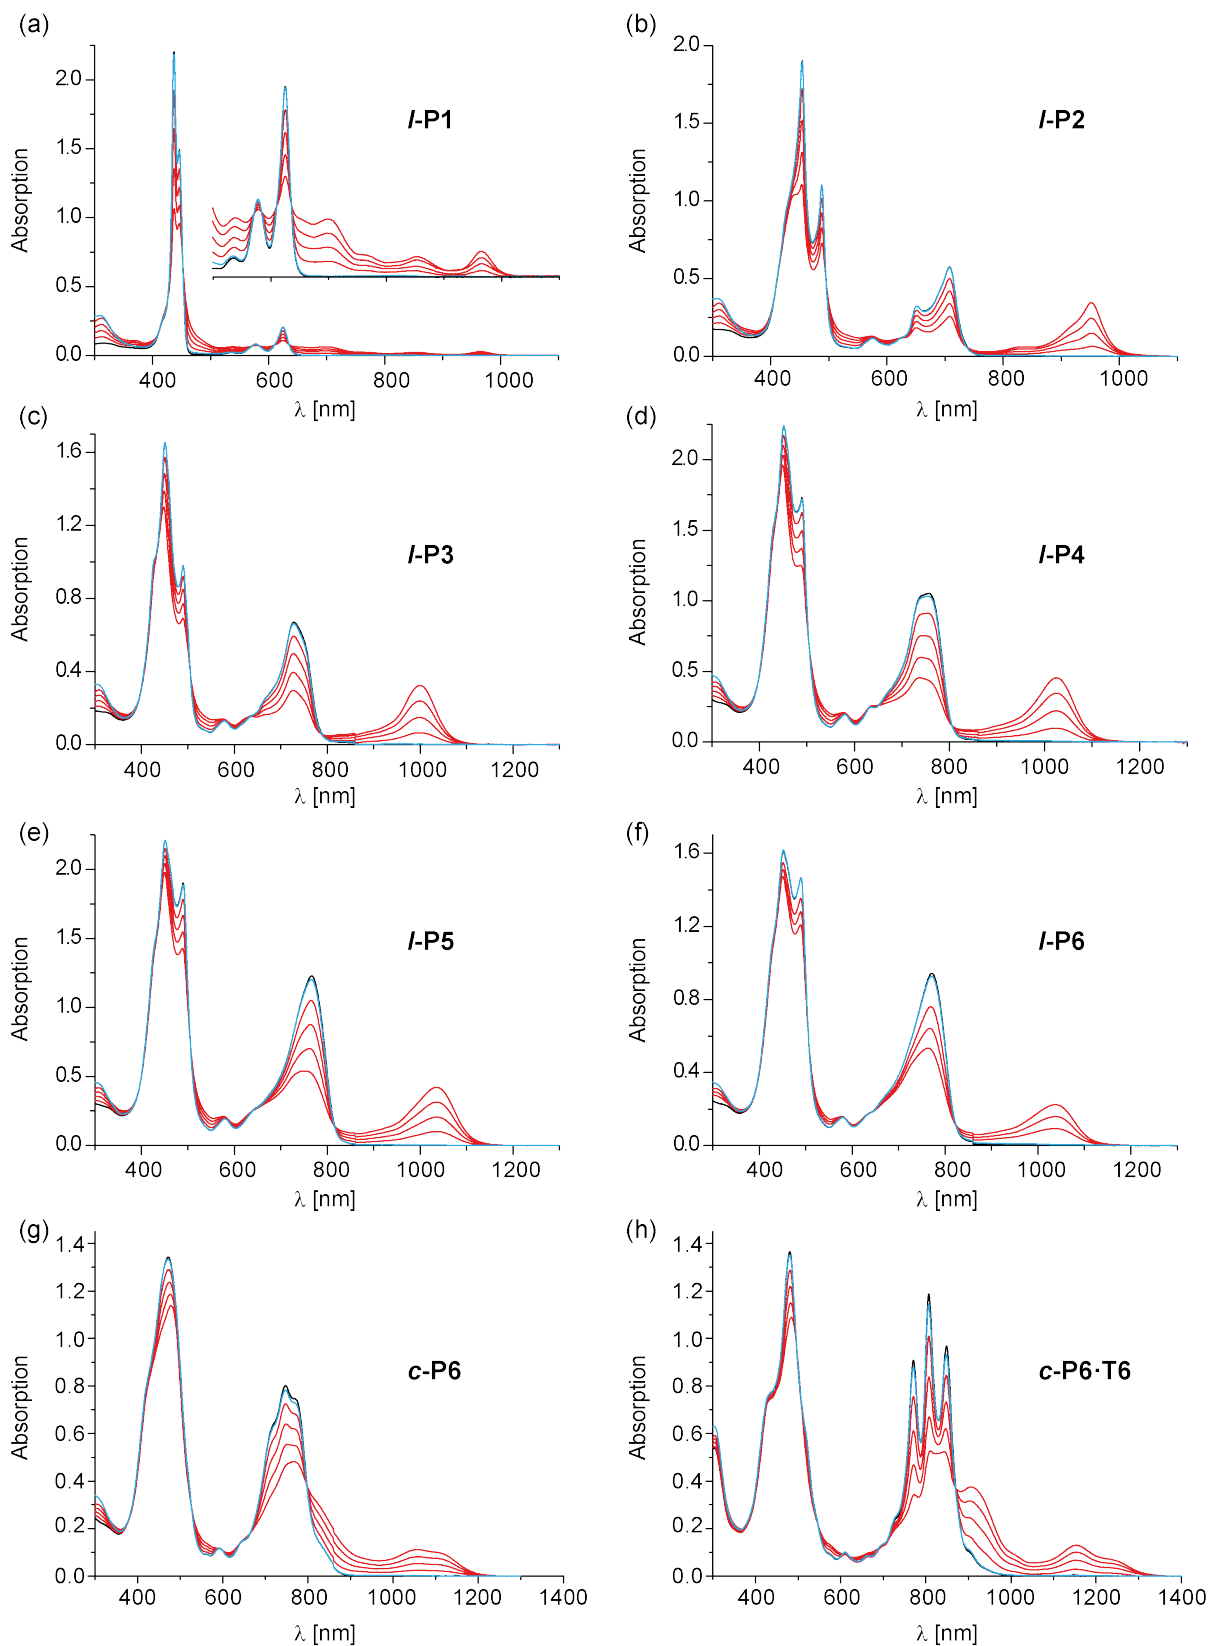 (a)
l-P1
Absorption
2.0
1.5
1.0
0.5
0.0
400
600
800
1000
λ [nm]
(b)
l-P2
Absorption
2.0
1.5
1.0
0.5
0.0
400
600
800
1000
λ [nm]
(c)
l-P3
Absorption
1.6
1.2
0.8
0.4
0.0
400
600
800
1000
1200
λ [nm]
(d)
l-P4
Absorption
2.0
1.5
1.0
0.5
0.0
400
600
800
1000
1200
λ [nm]
(e)
l-P5
Absorption
2.0
1.5
1.0
0.5
0.0
400
600
800
1000
1200
λ [nm]
(f)
l-P6
Absorption
1.6
1.2
0.8
0.4
0.0
400
600
800
1000
1200
λ [nm]
(g)
c-P6
Absorption
1.4
1.2
1.0
0.8
0.6
0.4
0.2
0.0
400
600
800
1000
1200
1400
λ [nm]
(h)
c-P6·T6
Absorption
1.4
1.2
1.0
0.8
0.6
0.4
0.2
0.0
400
600
800
1000
1200
1400
λ [nm]